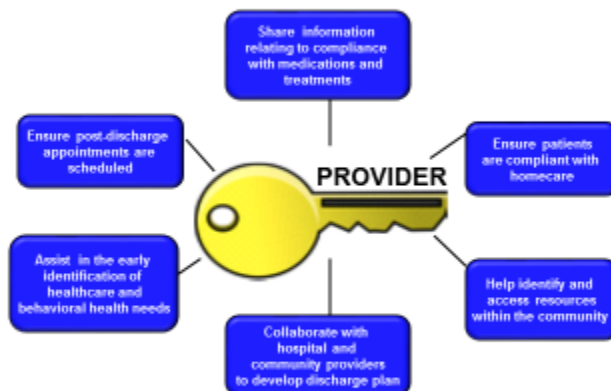 Share information
relating to compliance
with medications and
treatments
Ensure post-discharge
appointments are
scheduled
PROVIDER
Ensure patients
are compliant with
homecare
Assist in the early
identification of
healthcare and
behavioral health needs
Help identify and
access resources
within the community
Collaborate with
hospital and
community providers
to develop discharge plan